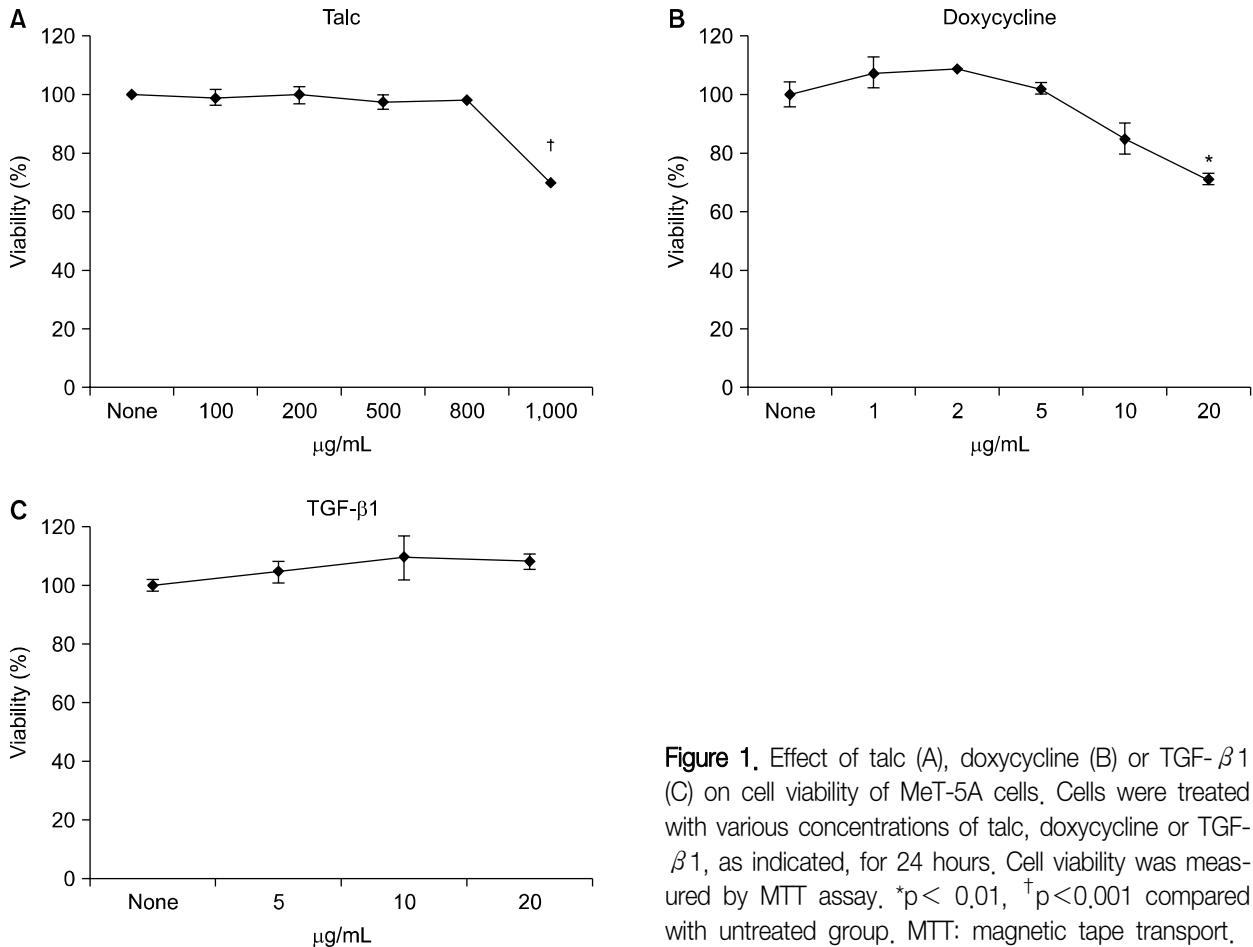 A
Talc
120
100
80
60
40
20
0
Viability (%)
†
None 100 200 500 800 1,000
μg/mL
B
Doxycycline
120
100
80
60
40
20
0
Viability (%)
*
None 1 2 5 10 20
μg/mL
C
TGF-β1
120
100
80
60
40
20
0
Viability (%)
None 5 10 20
μg/mL
Figure 1. Effect of talc (A), doxycycline (B) or TGF-β1
(C) on cell viability of MeT-5A cells. Cells were treated
with various concentrations of talc, doxycycline or TGF-
β1, as indicated, for 24 hours. Cell viability was meas-
ured by MTT assay. *p< 0.01, †p<0.001 compared
with untreated group. MTT: magnetic tape transport.